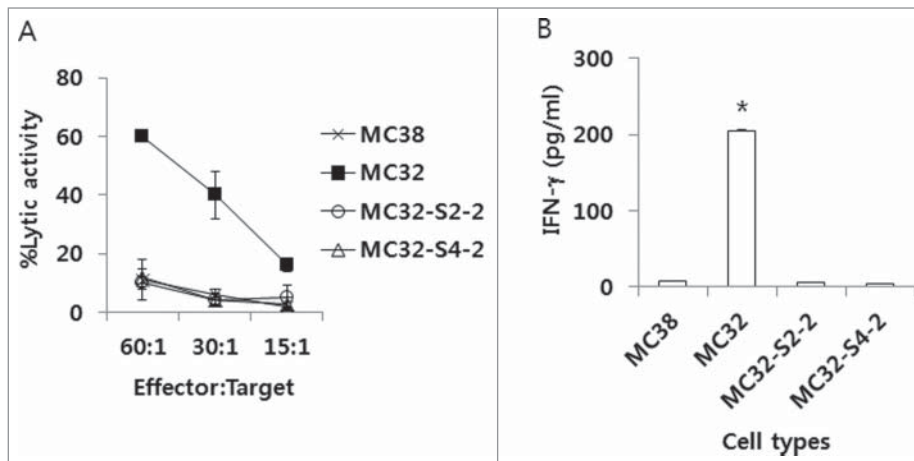 A
%Lytic activity
80
60
40
20
0
60:1 30:1 15:1
Effector:Target
MC38
MC32
MC32-S2-2
MC32-S4-2
B
IFN-γ (pg/ml)
300
200
100
0
*
MC38 MC32 MC32-S2-2 MC32-S4-2
Cell types